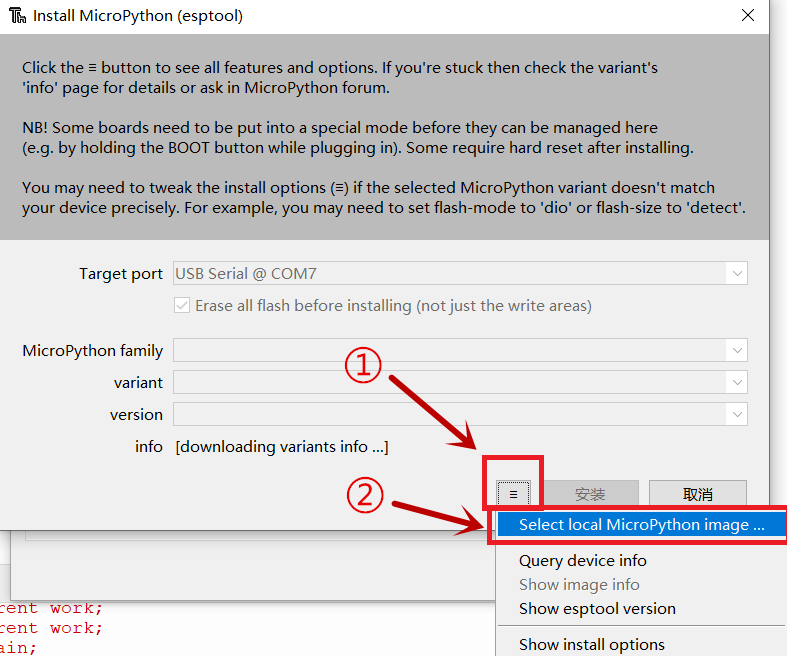 Install MicroPython (esptool)
Click the ≡ button to see all features and options. If you're stuck then check the variant's
'info' page for details or ask in MicroPython forum.
NB! Some boards need to be put into a special mode before they can be managed here
(e.g. by holding the BOOT button while plugging in). Some require hard reset after installing.
You may need to tweak the install options (≡) if the selected MicroPython variant doesn't match
your device precisely. For example, you may need to set flash-mode to 'dio' or flash-size to 'detect'.
Target port USB Serial @ COM7
Erase all flash before installing (not just the write areas)
MicroPython family
①
variant
version
info [downloading variants info ...]
②
≡ 安装 取消
Select local MicroPython image ...
Query device info
Show image info
Show esptool version
Show install options
rent work;
rent work;
ain;